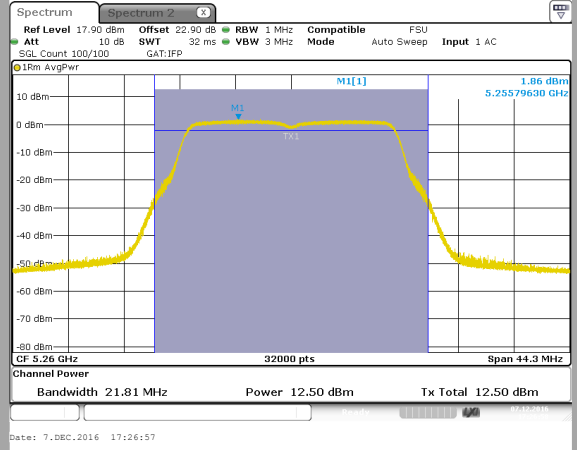 Spectrum Spectrum 2 X
Ref Level 17.90 dBm Offset 22.90 dB RBW 1 MHz Compatible FSU
Att 10 dB SWT 32 ms VBW 3 MHz Mode Auto Sweep Input 1 AC
SGL Count 100/100 GAT:IFP
1Rm AvgPwr
M1[1] 1.86 dBm
5.25579630 GHz
10 dBm
M1
0 dBm
TX1
-10 dBm
-20 dBm
-30 dBm
-40 dBm
-50 dBm
-60 dBm
-70 dBm
-80 dBm
CF 5.26 GHz 32000 pts Span 44.3 MHz
Channel Power
Bandwidth 21.81 MHz Power 12.50 dBm Tx Total 12.50 dBm
Ready 07.12.2016
Date: 7.DEC.2016 17:26:57